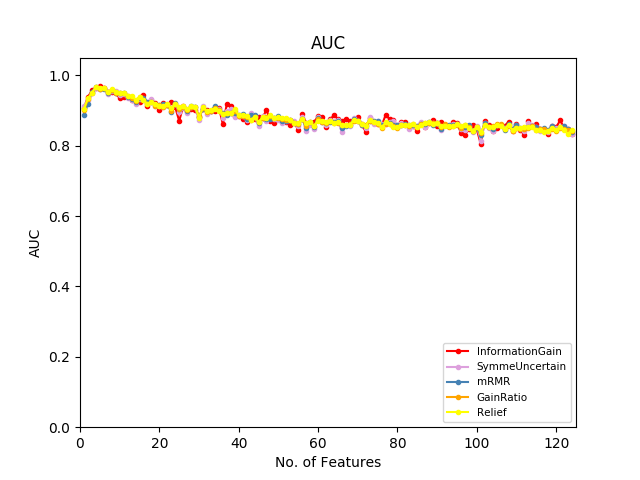 AUC
1.0
0.8
0.6
0.4
0.2
0.0
AUC
0 20 40 60 80 100 120
No. of Features
InformationGain
SymmeUncertain
mRMR
GainRatio
Relief